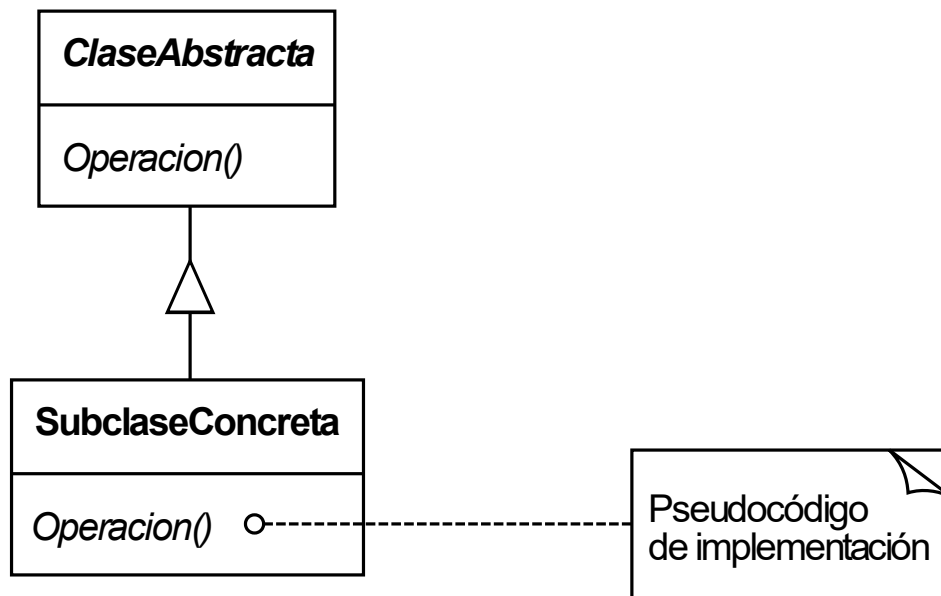 ClaseAbstracta
Operacion()
SubclaseConcreta
Operacion()
Pseudocódigo
de implementación